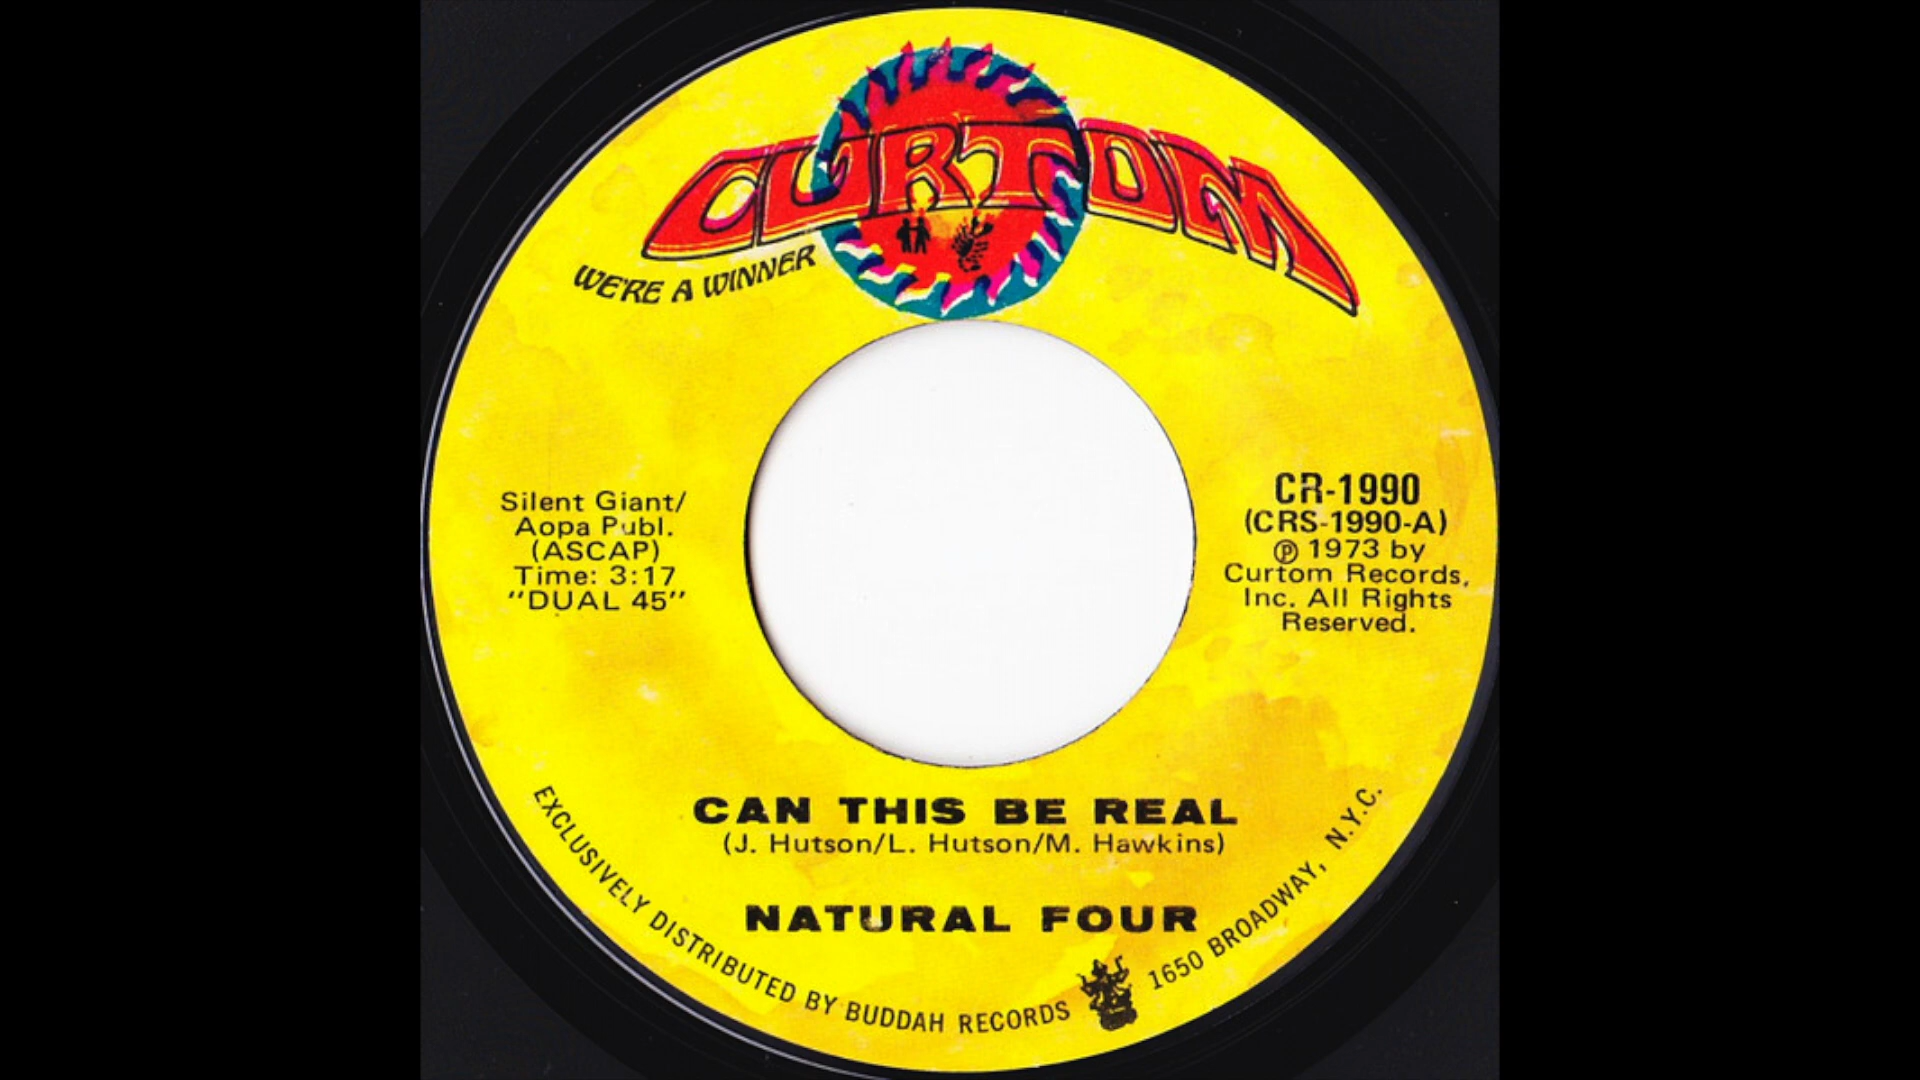 CURTOM
WE'RE A WINNER
Silent Giant/
Aopa Publ.
(ASCAP)
Time: 3:17
"DUAL 45"
CR-1990
(CRS-1990-A)
℗ 1973 by
Curtom Records,
Inc. All Rights
Reserved.
CAN THIS BE REAL
(J. Hutson/L. Hutson/M. Hawkins)
NATURAL FOUR
EXCLUSIVELY DISTRIBUTED BY BUDDAH RECORDS 1650 BROADWAY, N.Y.C.